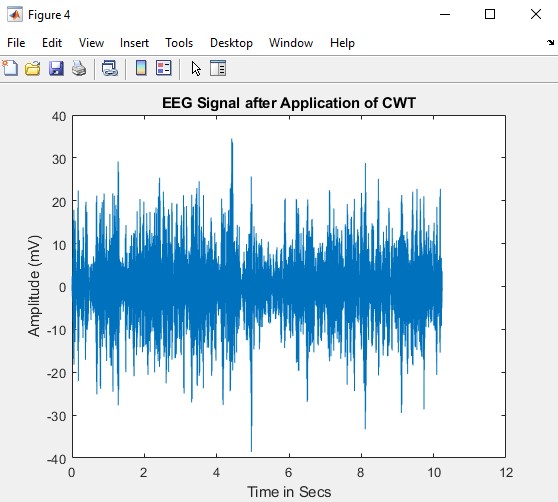 Figure 4
File Edit View Insert Tools Desktop Window Help
EEG Signal after Application of CWT
40
30
20
10
0
-10
-20
-30
-40
Amplitude (mV)
0 2 4 6 8 10 12
Time in Secs